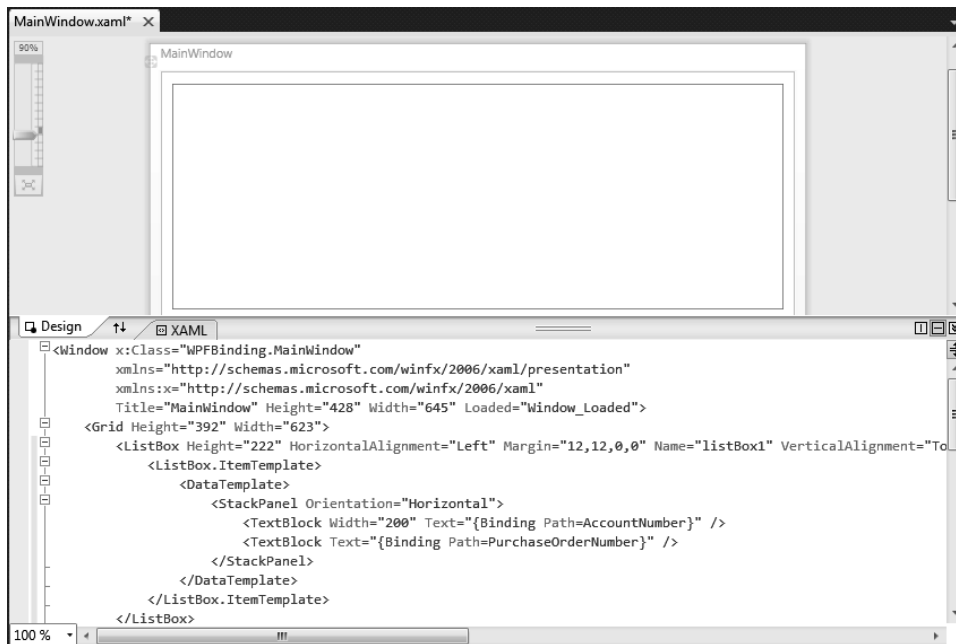 MainWindow.xaml* ×
90%
MainWindow
Design
XAML
<Window x:Class="WPFBinding.MainWindow"
xmlns="http://schemas.microsoft.com/winfx/2006/xaml/presentation"
xmlns:x="http://schemas.microsoft.com/winfx/2006/xaml"
Title="MainWindow" Height="428" Width="645" Loaded="Window_Loaded">
<Grid Height="392" Width="623">
<ListBox Height="222" HorizontalAlignment="Left" Margin="12,12,0,0" Name="listBox1" VerticalAlignment="To
<ListBox.ItemTemplate>
<DataTemplate>
<StackPanel Orientation="Horizontal">
<TextBlock Width="200" Text="{Binding Path=AccountNumber}" />
<TextBlock Text="{Binding Path=PurchaseOrderNumber}" />
</StackPanel>
</DataTemplate>
</ListBox.ItemTemplate>
</ListBox>
100 %